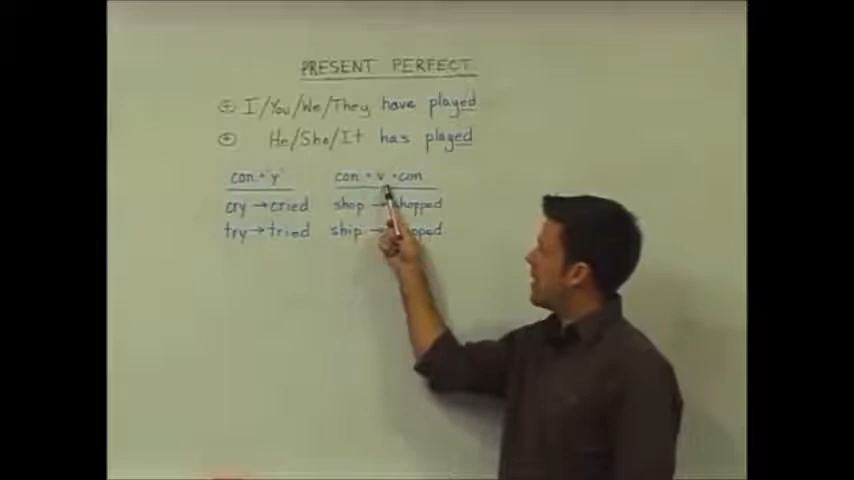 PRESENT PERFECT
+ I/You/We/They have played
+ He/She/It has played
con + "y" con + v + con
cry → cried shop → shopped
try → tried ship →